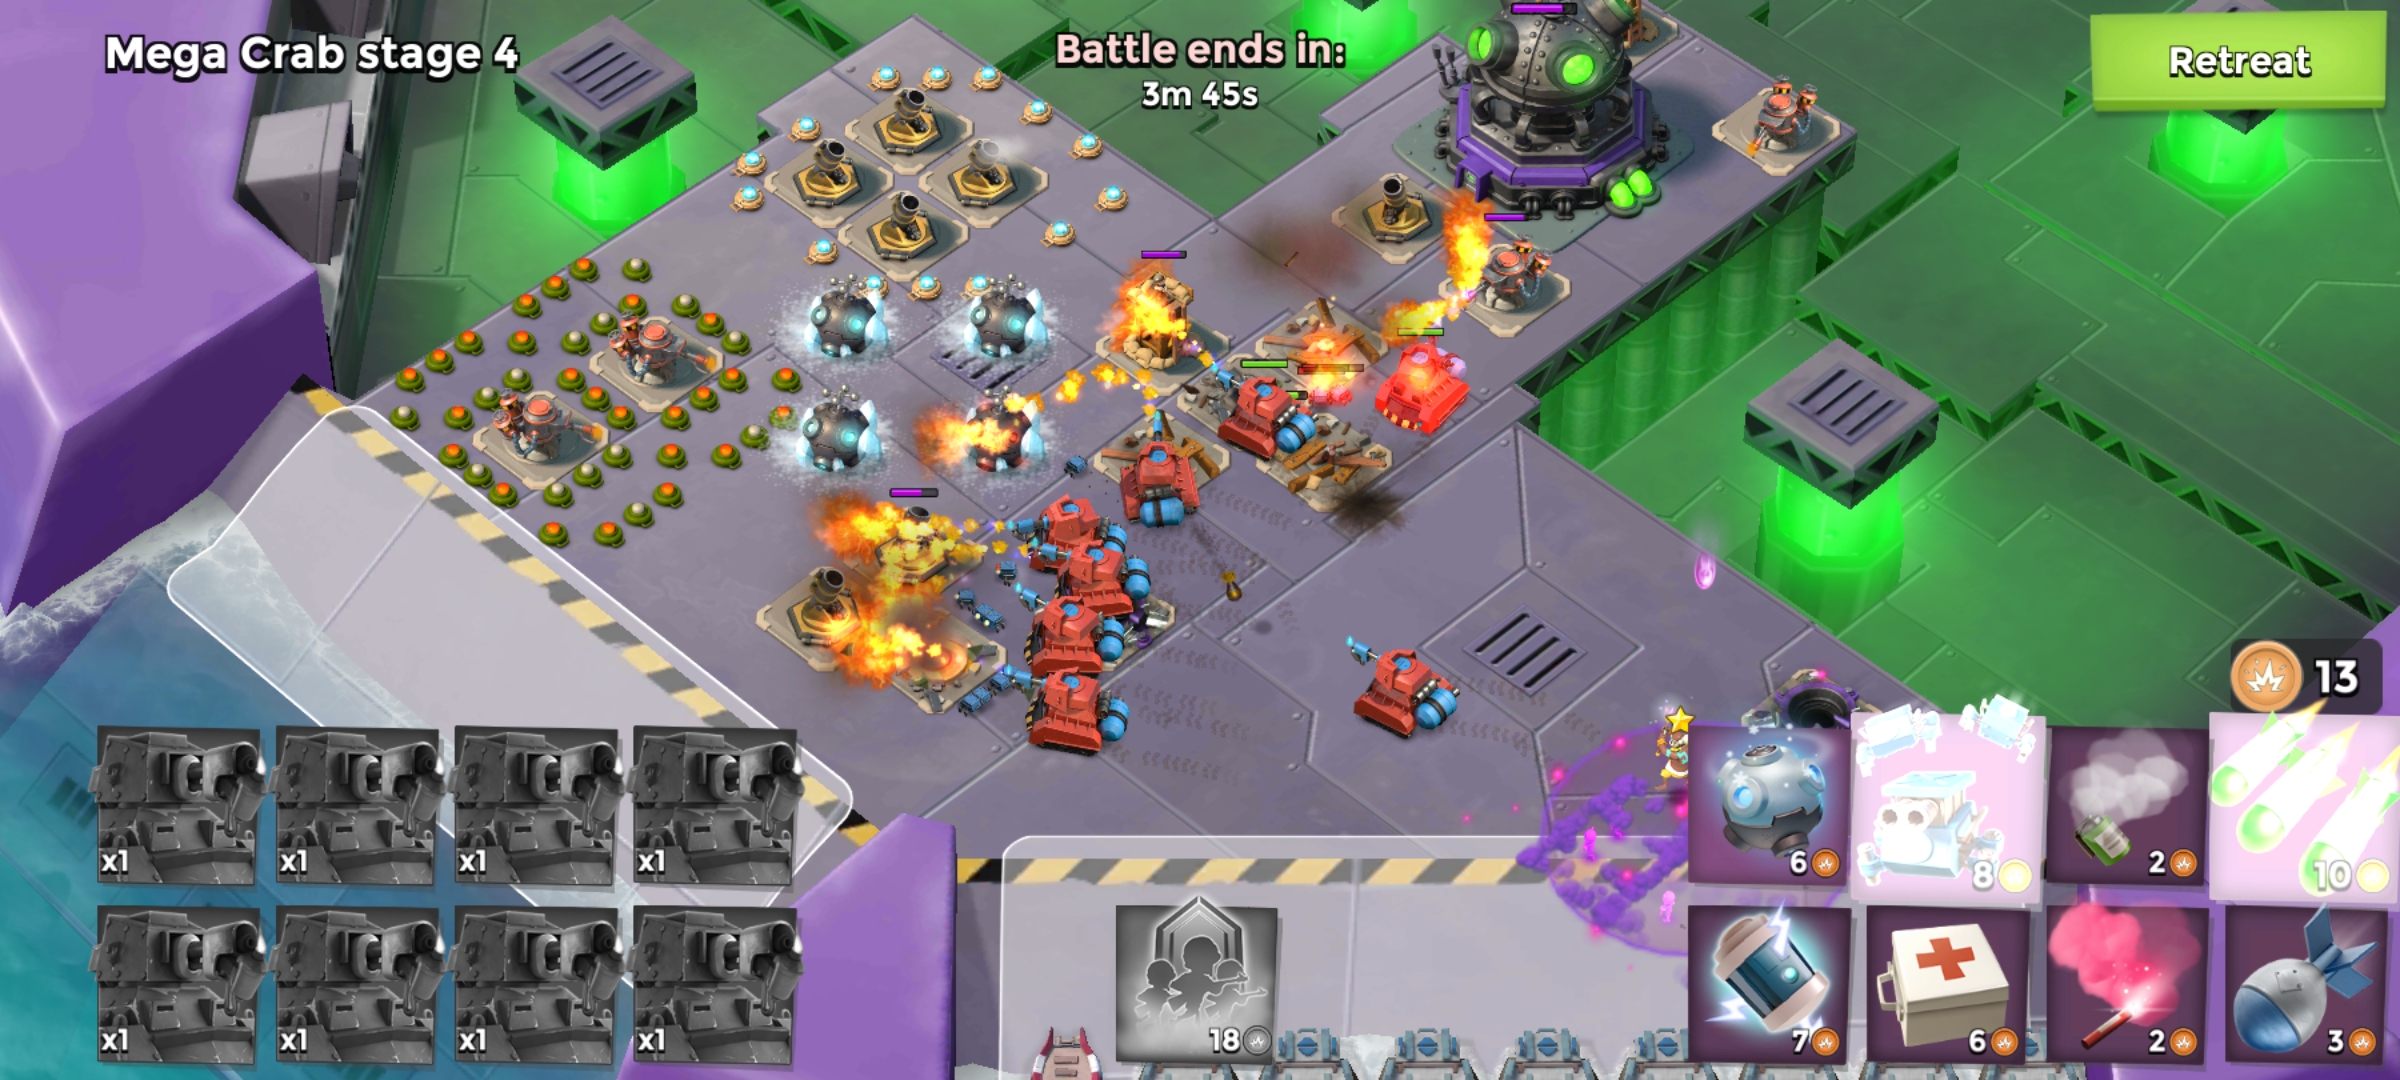 Mega Crab stage 4
Battle ends in:
3m 45s
Retreat
13
x1
x1
x1
x1
6
8
2
10
x1
x1
x1
x1
18
7
6
2
3